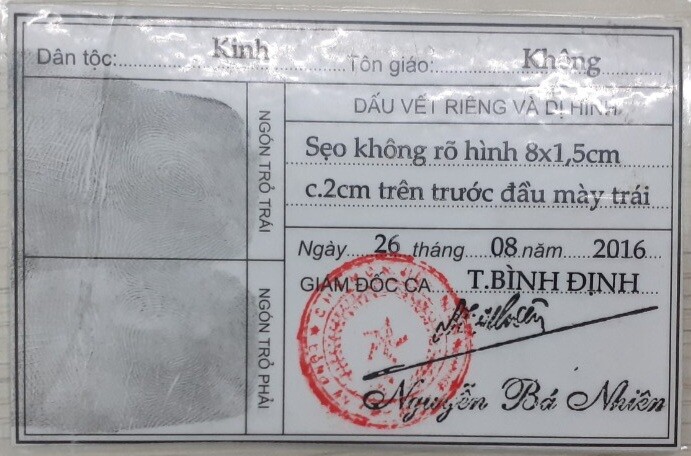 Dân tộc: Kinh Tôn giáo: Không
NGÓN TRỎ TRÁI
NGÓN TRỎ PHẢI
DẤU VẾT RIÊNG VÀ DỊ HÌNH
Sẹo không rõ hình 8x1,5cm
c.2cm trên trước đầu mày trái
Ngày 26 tháng 08 năm 2016
GIÁM ĐỐC CA T.BÌNH ĐỊNH
Nguyễn Bá Nhiên